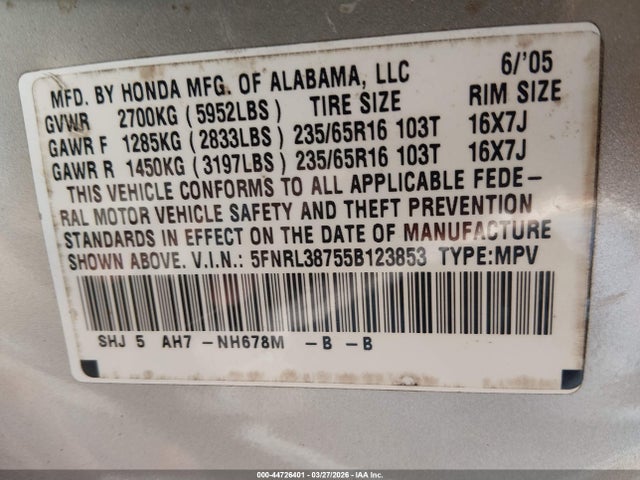 MFD. BY HONDA MFG. OF ALABAMA, LLC 6/'05
GVWR 2700KG (5952LBS) TIRE SIZE RIM SIZE
GAWR F 1285KG (2833LBS) 235/65R16 103T 16X7J
GAWR R 1450KG (3197LBS) 235/65R16 103T 16X7J
THIS VEHICLE CONFORMS TO ALL APPLICABLE FEDE-
RAL MOTOR VEHICLE SAFETY AND THEFT PREVENTION
STANDARDS IN EFFECT ON THE DATE OF MANUFACTURE
SHOWN ABOVE. V.I.N.: 5FNRL38755B123853 TYPE:MPV
SHJ 5 AH7 -NH678M -B -B
000-44726401 - 03/27/2026 - IAA